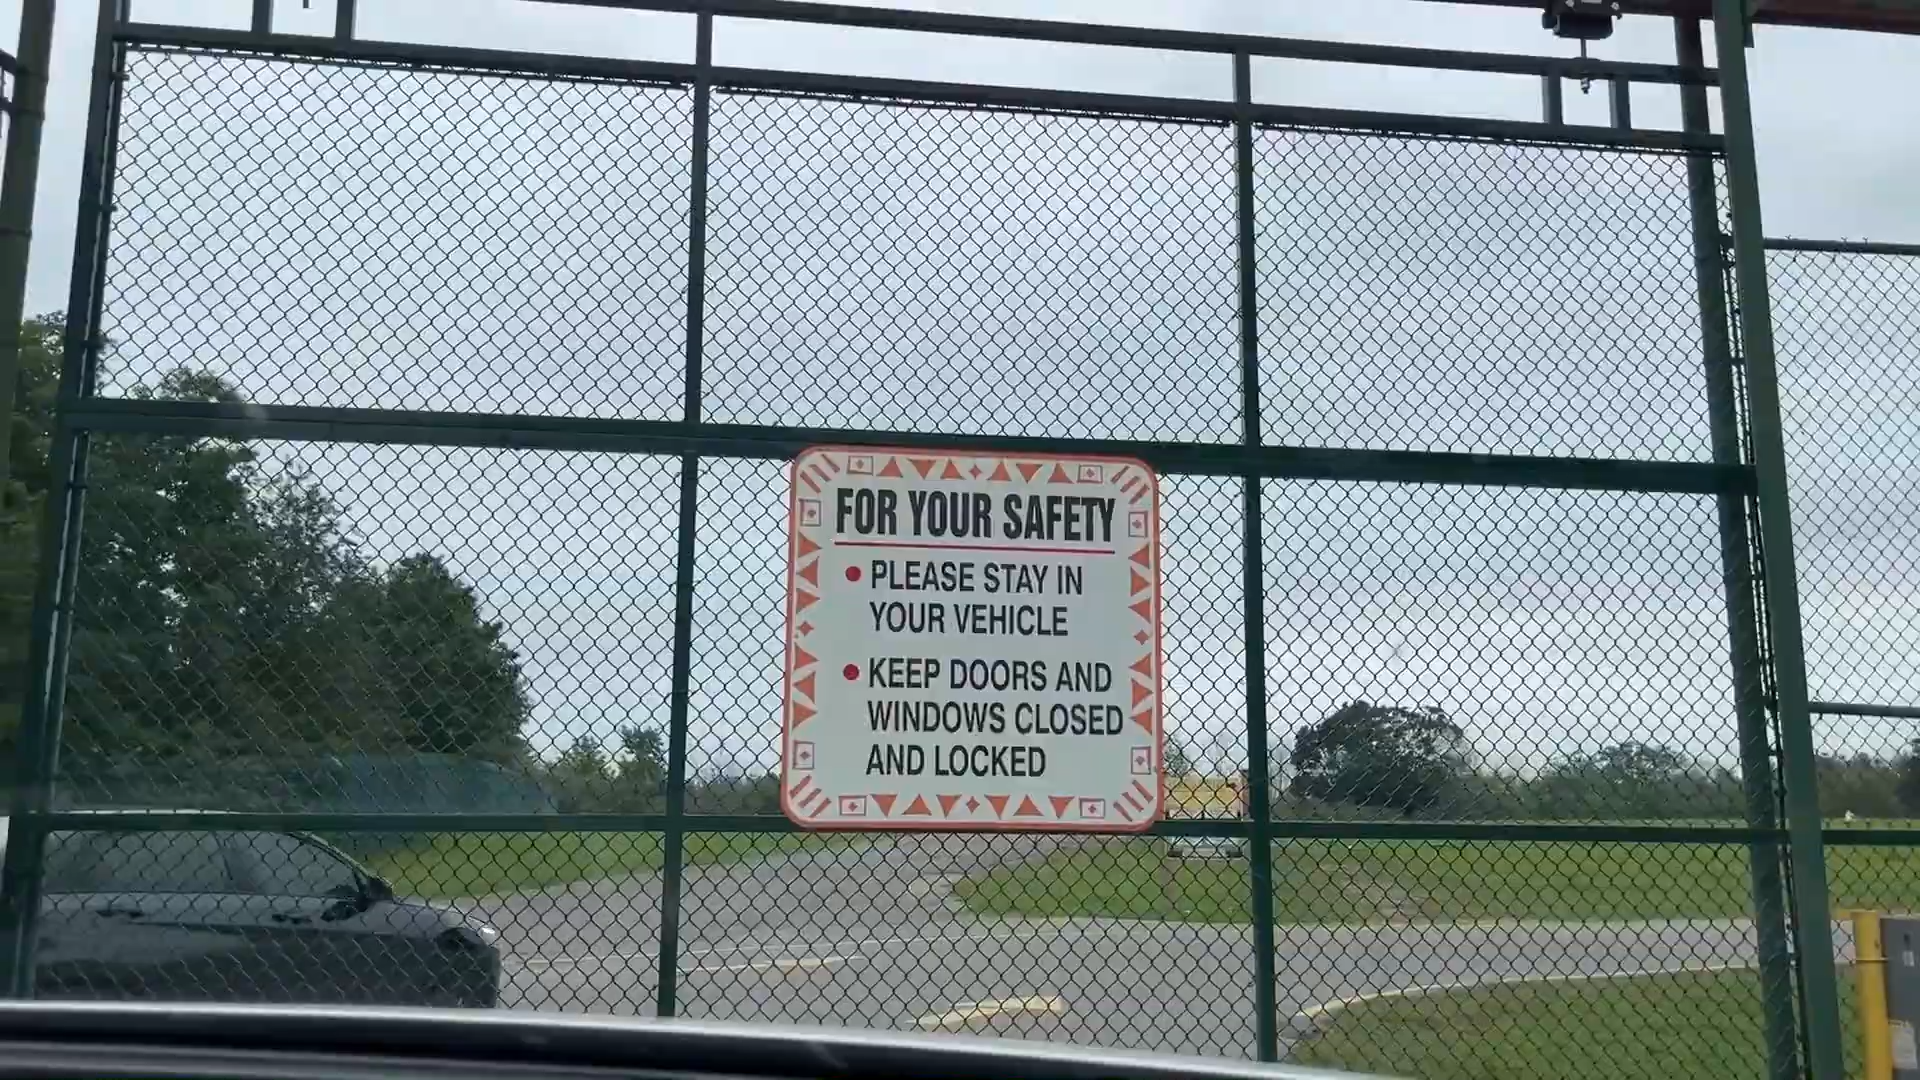 FOR YOUR SAFETY
• PLEASE STAY IN
YOUR VEHICLE
• KEEP DOORS AND
WINDOWS CLOSED
AND LOCKED